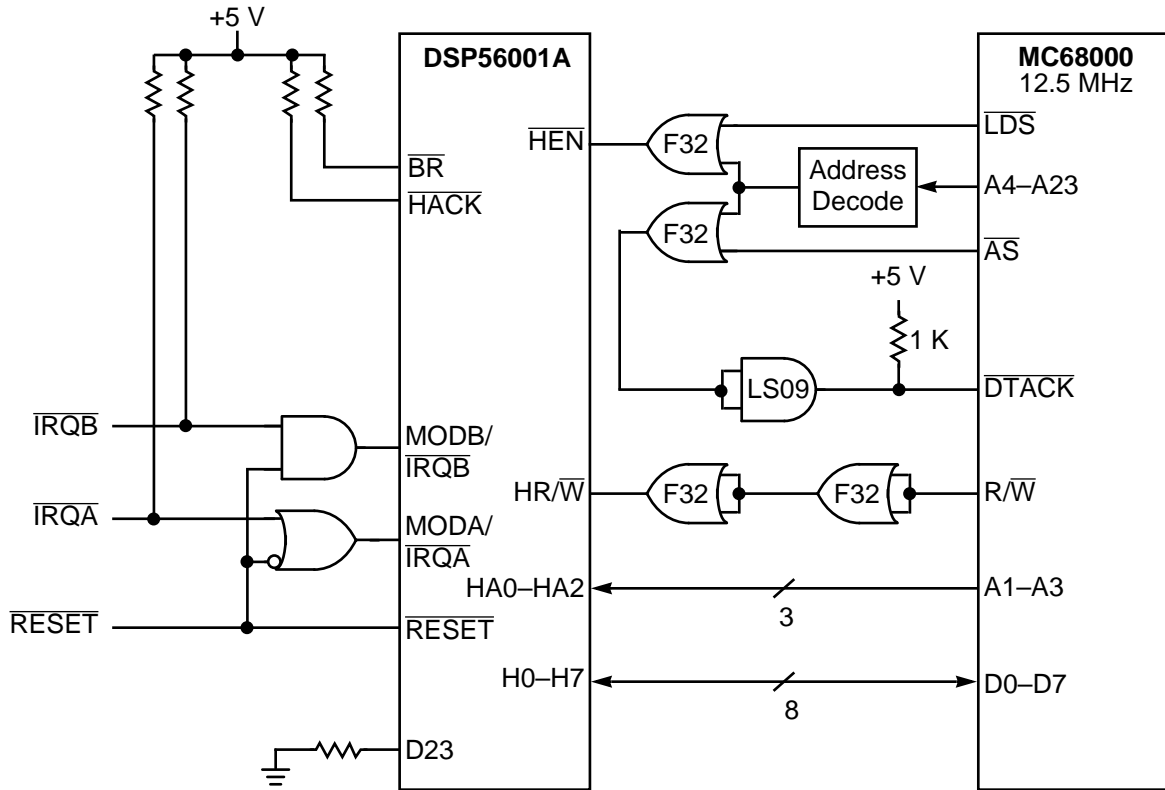 +5 V
DSP56001A
MC68000
12.5 MHz
HEN
F32
LDS
BR
Address
Decode
A4–A23
HACK
F32
AS
+5 V
1 K
LS09
DTACK
IRQB
MODB/
IRQB
HR/W
F32
F32
R/W
IRQA
MODA/
IRQA
HA0–HA2
3
A1–A3
RESET
RESET
H0–H7
8
D0–D7
D23